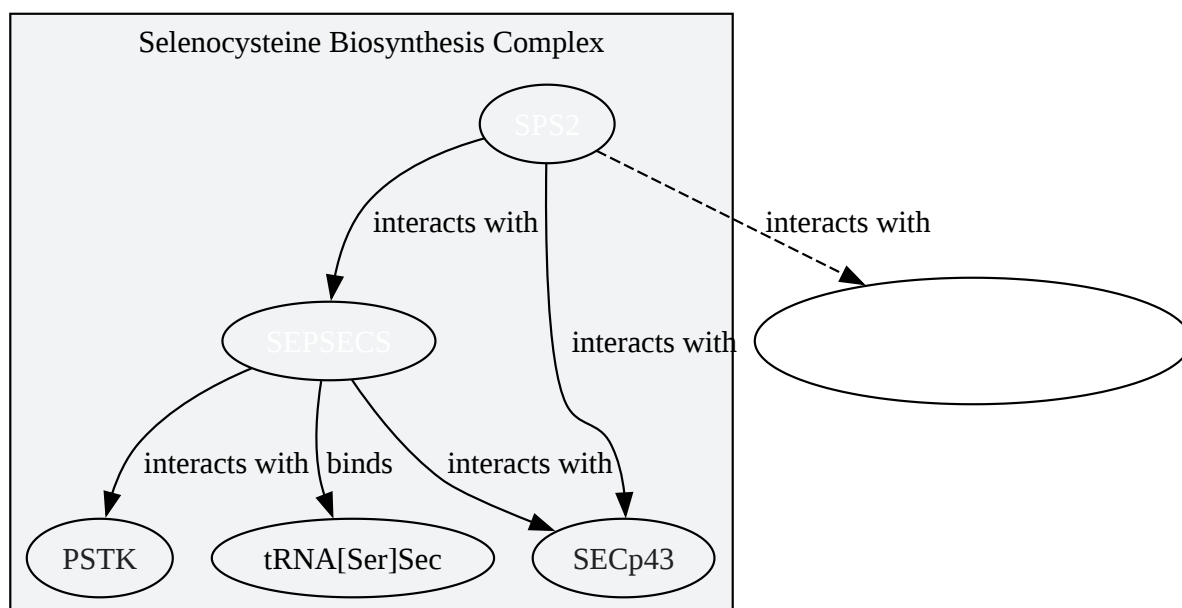 Selenocysteine Biosynthesis Complex
SPS2
interacts with
interacts with
SEPSECS
interacts with
interacts with
binds
interacts with
PSTK
tRNA[Ser]Sec
SECp43